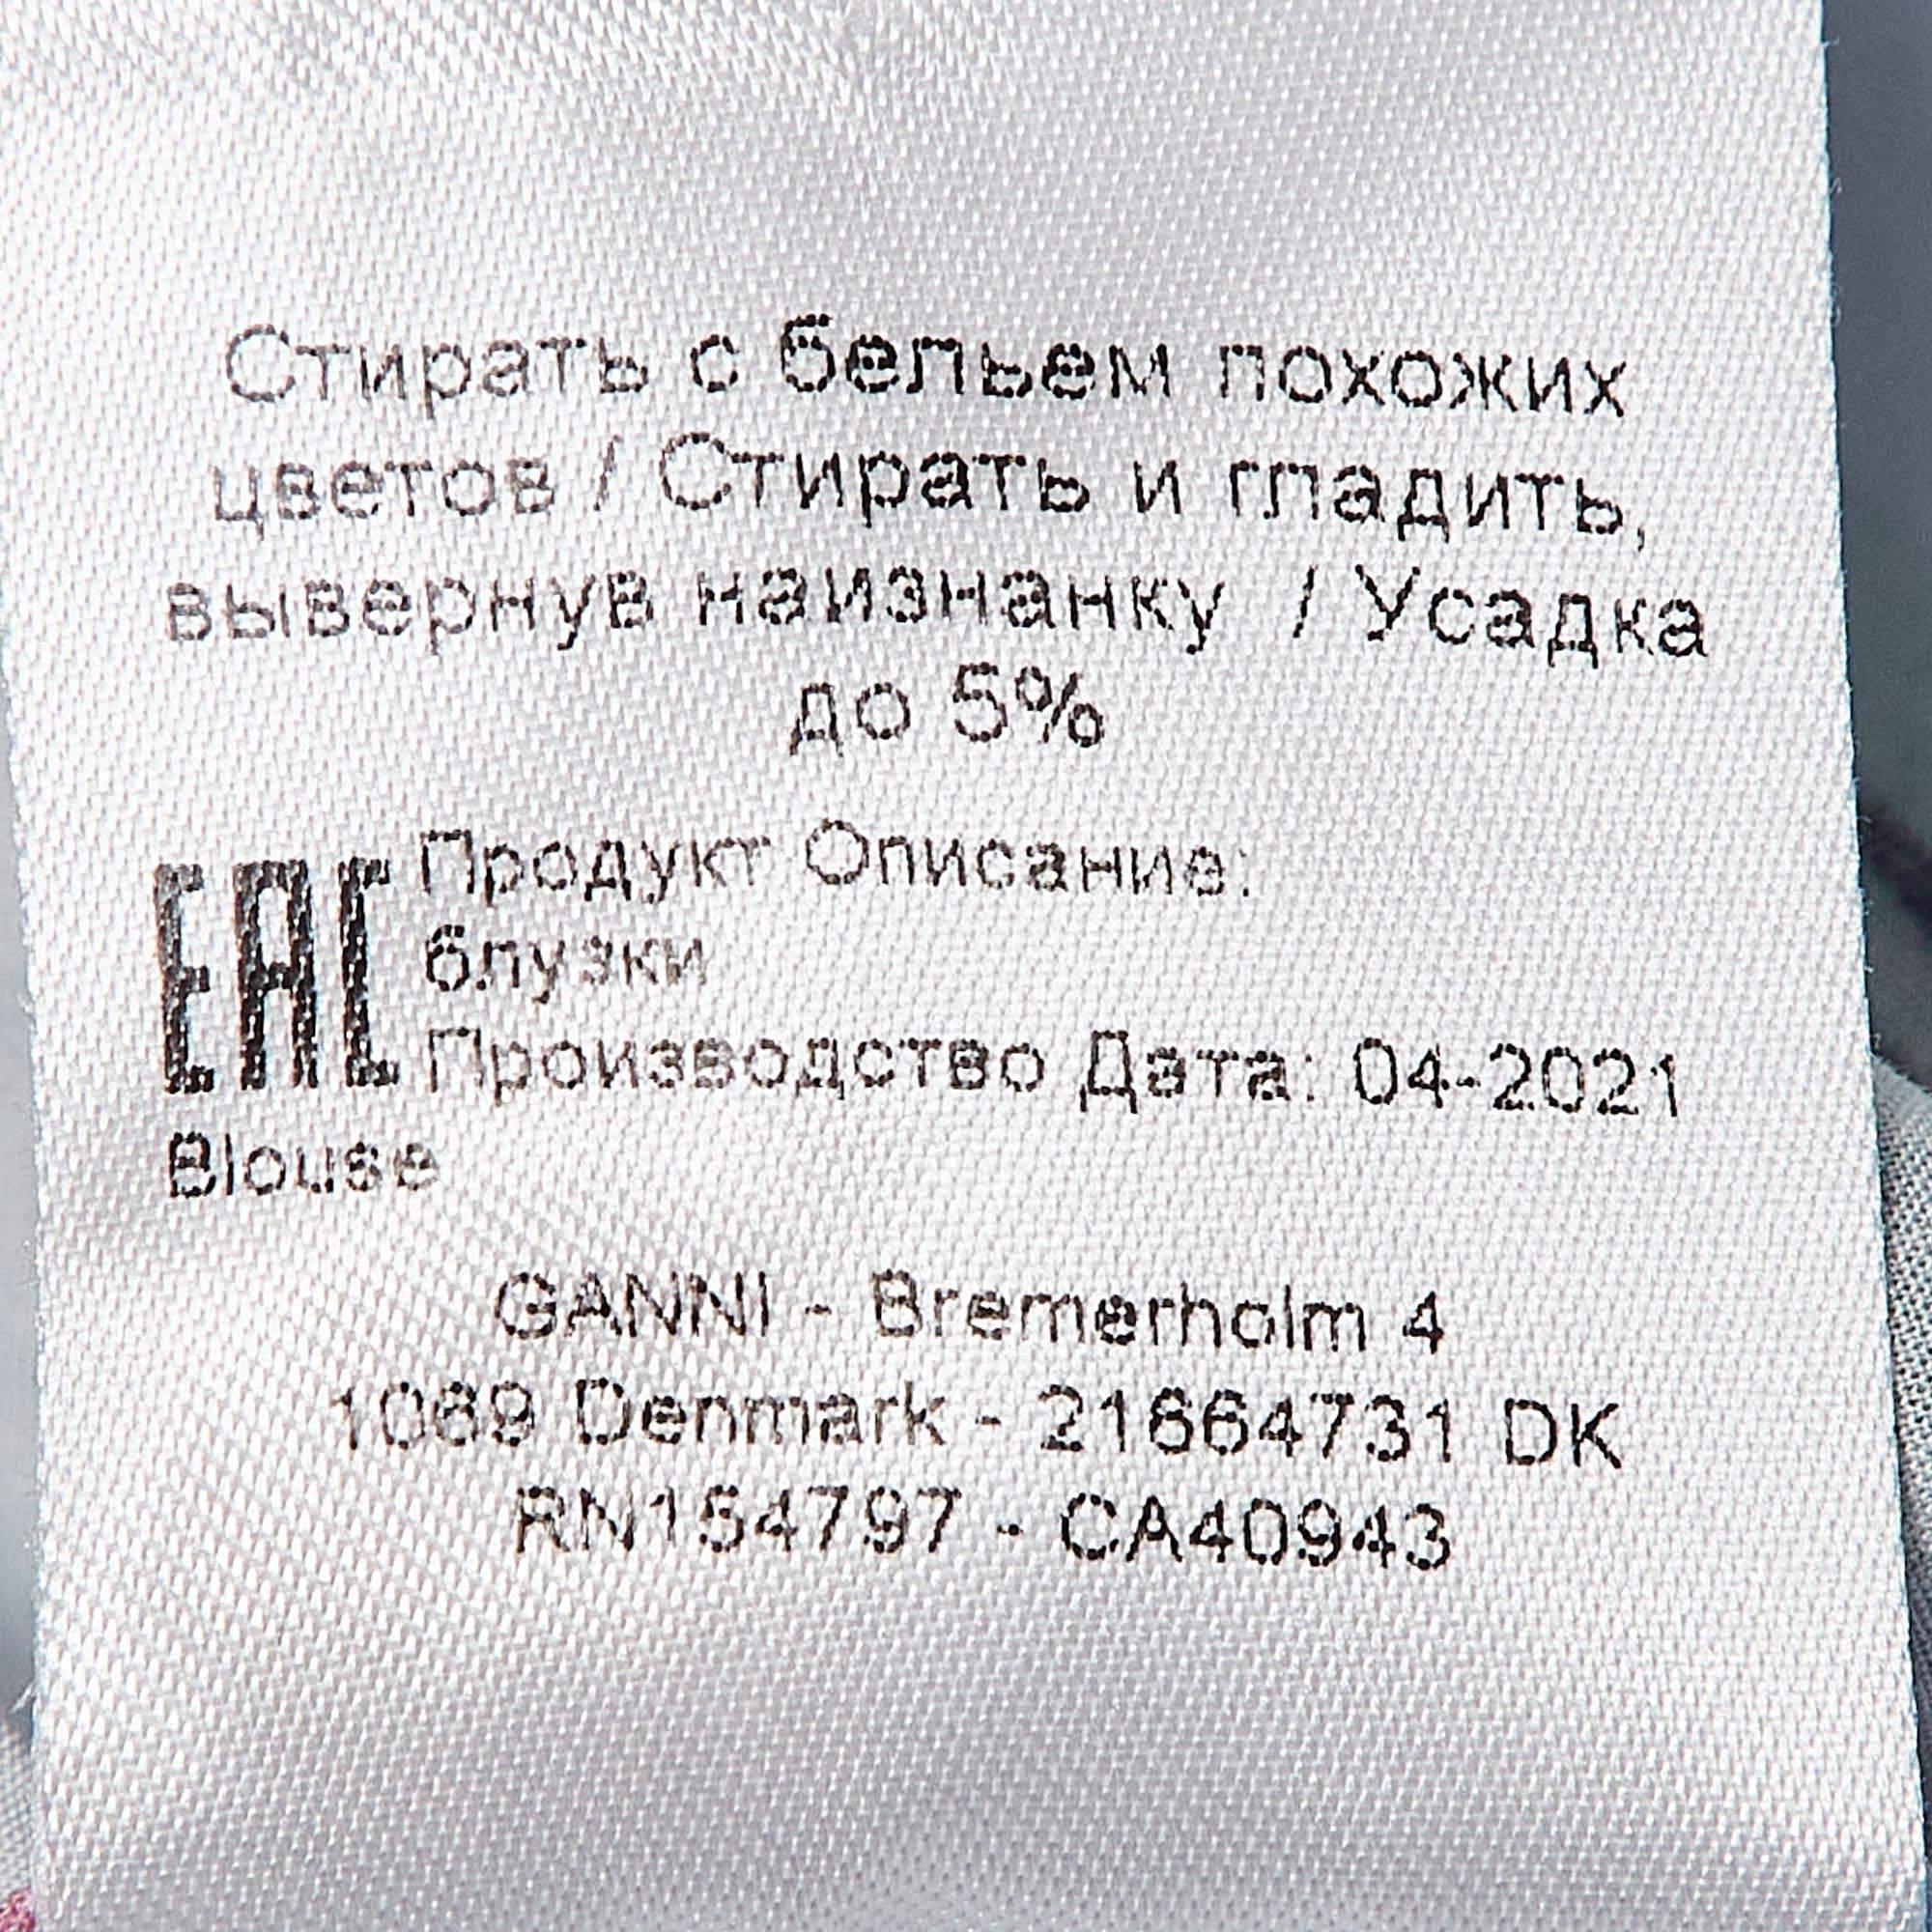 Стирать с бельем похожих
цветов / Стирать и гладить,
вывернув наизнанку / Усадка
до 5%
EAC
Продукт Описание:
блузки
Производство Дата: 04-2021
Blouse
GANNI - Bremerholm 4
1069 Denmark - 21664731 DK
RN154797 - CA40943